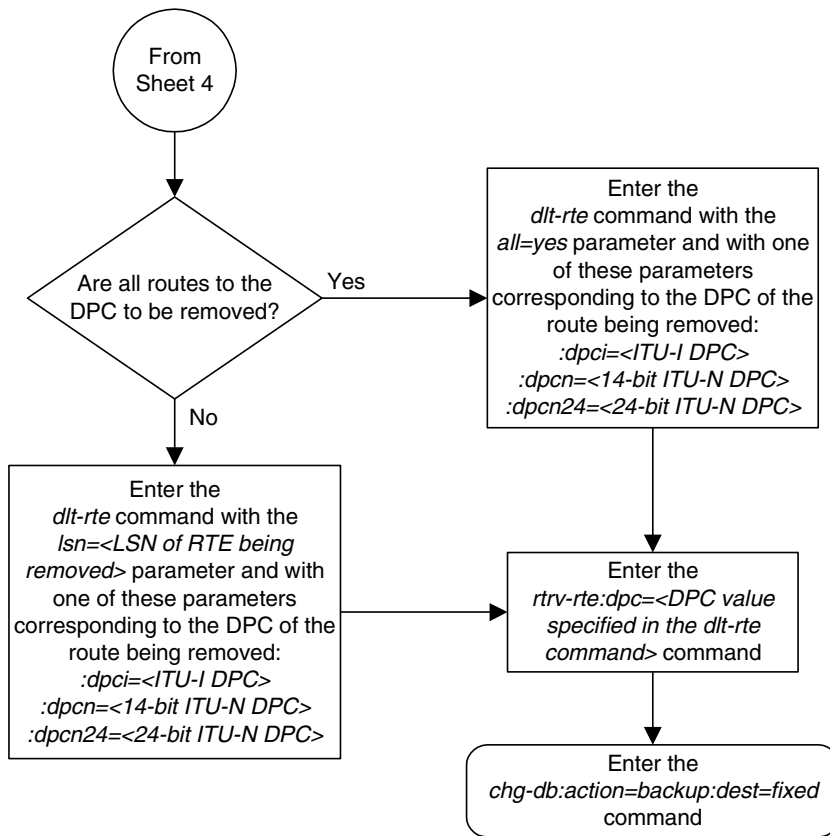 From
Sheet 4
Are all routes to the
DPC to be removed?
Yes
No
Enter the
dlt-rte command with the
all=yes parameter and with one
of these parameters
corresponding to the DPC of the
route being removed:
:dpci=<ITU-I DPC>
:dpcn=<14-bit ITU-N DPC>
:dpcn24=<24-bit ITU-N DPC>
Enter the
dlt-rte command with the
lsn=<LSN of RTE being
removed> parameter and with
one of these parameters
corresponding to the DPC of the
route being removed:
:dpci=<ITU-I DPC>
:dpcn=<14-bit ITU-N DPC>
:dpcn24=<24-bit ITU-N DPC>
Enter the
rtrv-rte:dpc=<DPC value
specified in the dlt-rte
command> command
Enter the
chg-db:action=backup:dest=fixed
command